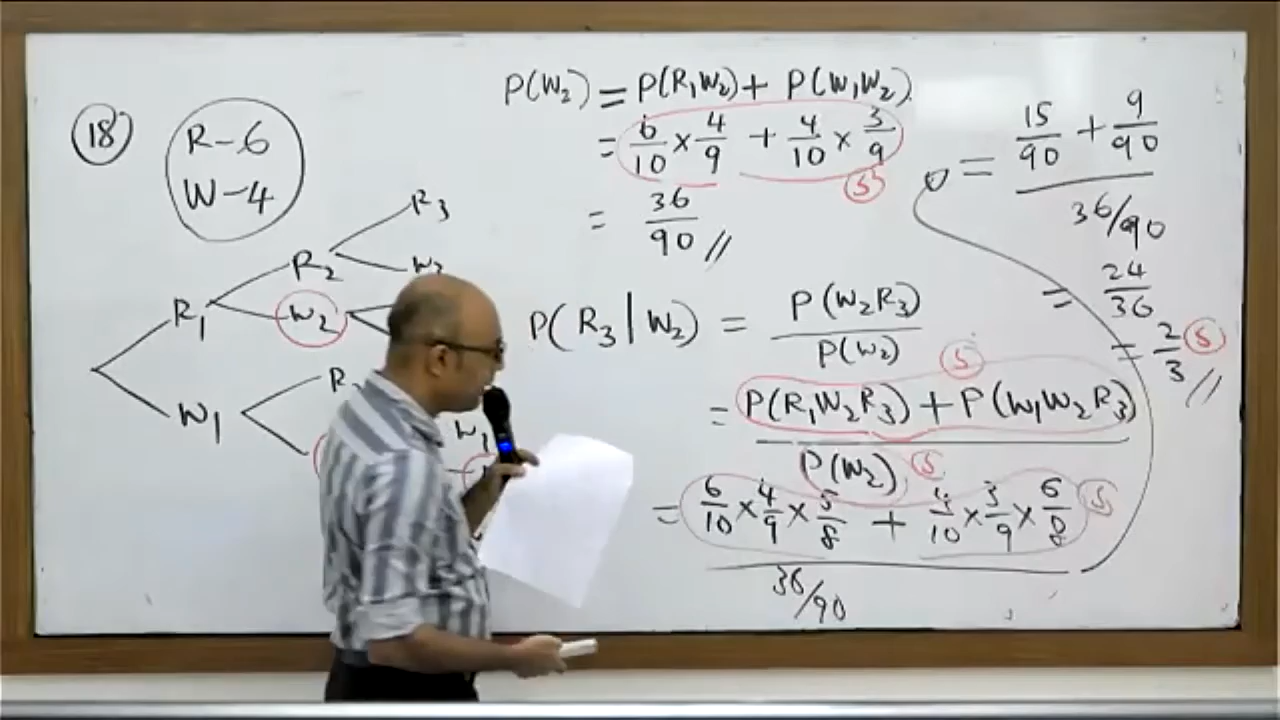 18
R-6
W-4
R3
R2
R1
W2
W1
R
W1
P(W2) = P(R1W2) + P(W1W2)
= 6/10 × 4/9 + 4/10 × 3/9
5
= 36/90 //
P(R3 | W2) = P(W2R3) / P(W2)
5
= P(R1W2R3) + P(W1W2R3)
P(W2)
5
= 6/10 × 4/9 × 5/8 + 4/10 × 3/9 × 6/8
5
36/90
= 15/90 + 9/90
36/90
= 24/36
= 2/3 //
5